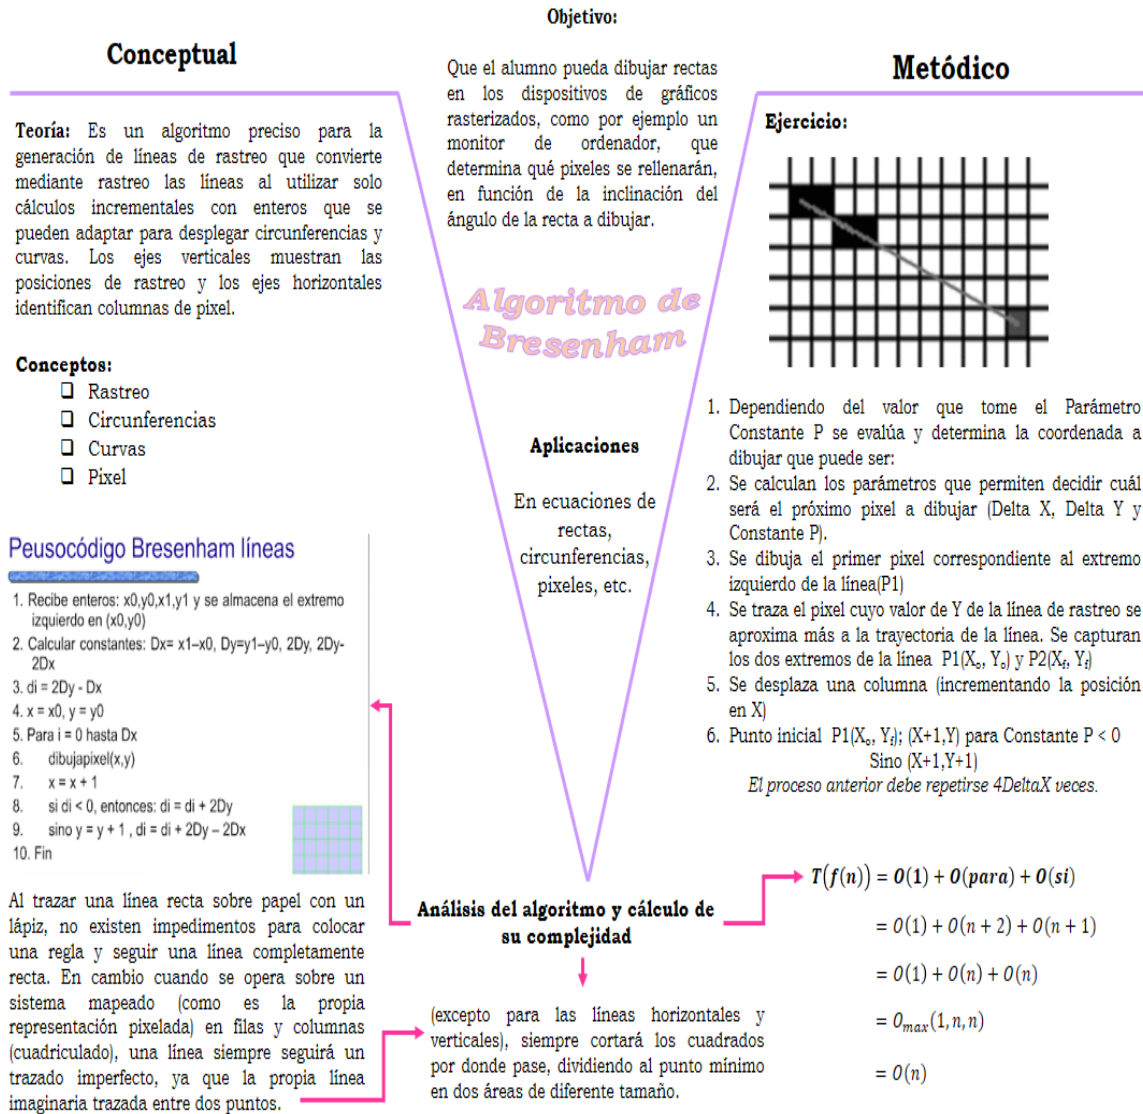 Objetivo:
Conceptual
Que el alumno pueda dibujar rectas
en los dispositivos de gráficos
rasterizados, como por ejemplo un
monitor de ordenador, que
determina qué pixeles se rellenarán,
en función de la inclinación del
ángulo de la recta a dibujar.
Metódico
Teoría: Es un algoritmo preciso para la
generación de líneas de rastreo que convierte
mediante rastreo las líneas al utilizar solo
cálculos incrementales con enteros que se
pueden adaptar para desplegar circunferencias y
curvas. Los ejes verticales muestran las
posiciones de rastreo y los ejes horizontales
identifican columnas de pixel.
Conceptos:
❑ Rastreo
❑ Circunferencias
❑ Curvas
❑ Pixel
Algoritmo de
Bresenham
Aplicaciones
En ecuaciones de
rectas,
circunferencias,
pixeles, etc.
Ejercicio:
1. Dependiendo del valor que tome el Parámetro
Constante P se evalúa y determina la coordenada a
dibujar que puede ser:
2. Se calculan los parámetros que permiten decidir cuál
será el próximo pixel a dibujar (Delta X, Delta Y y
Constante P).
3. Se dibuja el primer pixel correspondiente al extremo
izquierdo de la línea(P1)
4. Se traza el pixel cuyo valor de Y de la línea de rastreo se
aproxima más a la trayectoria de la línea. Se capturan
los dos extremos de la línea P1(Xₒ, Yₒ) y P2(X_f, Y_f)
5. Se desplaza una columna (incrementando la posición
en X)
6. Punto inicial P1(Xₒ, Y_f); (X+1,Y) para Constante P < 0
Sino (X+1,Y+1)
El proceso anterior debe repetirse 4DeltaX veces.
Peusocódigo Bresenham líneas
1. Recibe enteros: x0,y0,x1,y1 y se almacena el extremo
izquierdo en (x0,y0)
2. Calcular constantes: Dx= x1–x0, Dy=y1–y0, 2Dy, 2Dy-
2Dx
3. di = 2Dy - Dx
4. x = x0, y = y0
5. Para i = 0 hasta Dx
6. dibujapixel(x,y)
7. x = x + 1
8. si di < 0, entonces: di = di + 2Dy
9. sino y = y + 1 , di = di + 2Dy – 2Dx
10. Fin
Al trazar una línea recta sobre papel con un
lápiz, no existen impedimentos para colocar
una regla y seguir una línea completamente
recta. En cambio cuando se opera sobre un
sistema mapeado (como es la propia
representación pixelada) en filas y columnas
(cuadriculado), una línea siempre seguirá un
trazado imperfecto, ya que la propia línea
imaginaria trazada entre dos puntos.
Análisis del algoritmo y cálculo de
su complejidad
(excepto para las líneas horizontales y
verticales), siempre cortará los cuadrados
por donde pase, dividiendo al punto mínimo
en dos áreas de diferente tamaño.
T(f(n)) = O(1) + O(para) + O(si)
= O(1) + O(n + 2) + O(n + 1)
= O(1) + O(n) + O(n)
= O_max(1, n, n)
= O(n)